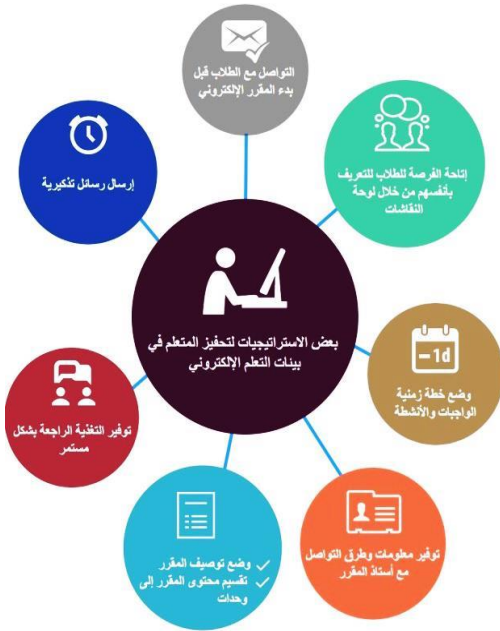 التواصل مع الطلاب قبل
بدء المقرر الإلكتروني
إتاحة الفرصة للطلاب للتعريف
بأنفسهم من خلال لوحة
النقاشات
إرسال رسائل تذكيرية
بعض الاستراتيجيات لتحفيز المتعلم في
بيئات التعلم الإلكتروني
–1d
وضع خطة زمنية
الواجبات والأنشطة
توفير التغذية الراجعة بشكل
مستمر
توفير معلومات وطرق التواصل
مع أستاذ المقرر
✓ وضع توصيف المقرر
✓ تقسيم محتوى المقرر إلى
وحدات